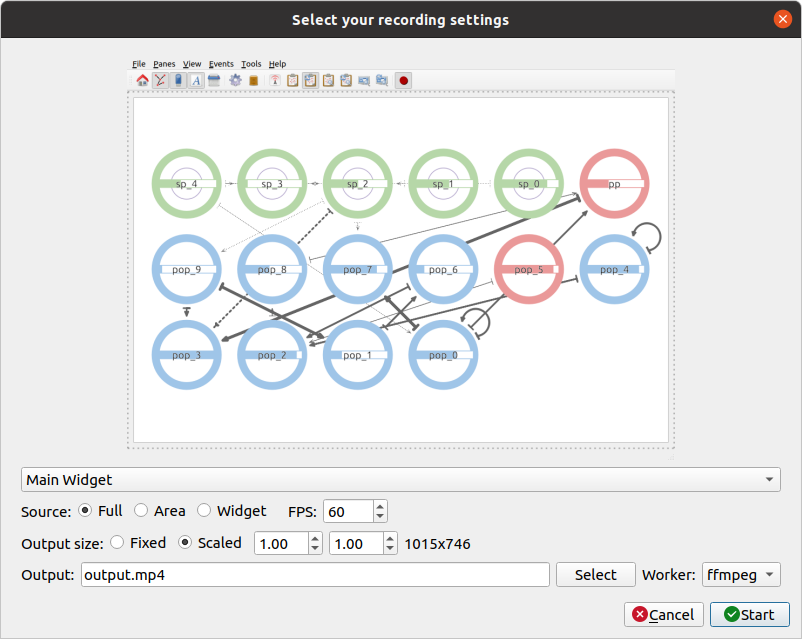 Select your recording settings
File Panes View Events Tools Help
sp_4 sp_3 sp_2 sp_1 sp_0 pp
pop_9 pop_8 pop_7 pop_6 pop_5 pop_4
pop_3 pop_2 pop_1 pop_0
Main Widget
Source: Full Area Widget FPS: 60
Output size: Fixed Scaled 1.00 1.00 1015x746
Output: output.mp4 Select Worker: ffmpeg
Cancel Start